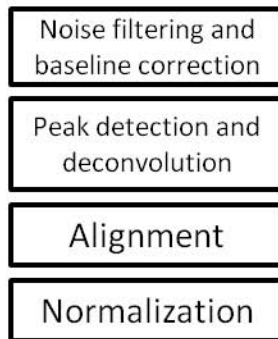 Noise filtering and
baseline correction
Peak detection and
deconvolution
Alignment
Normalization